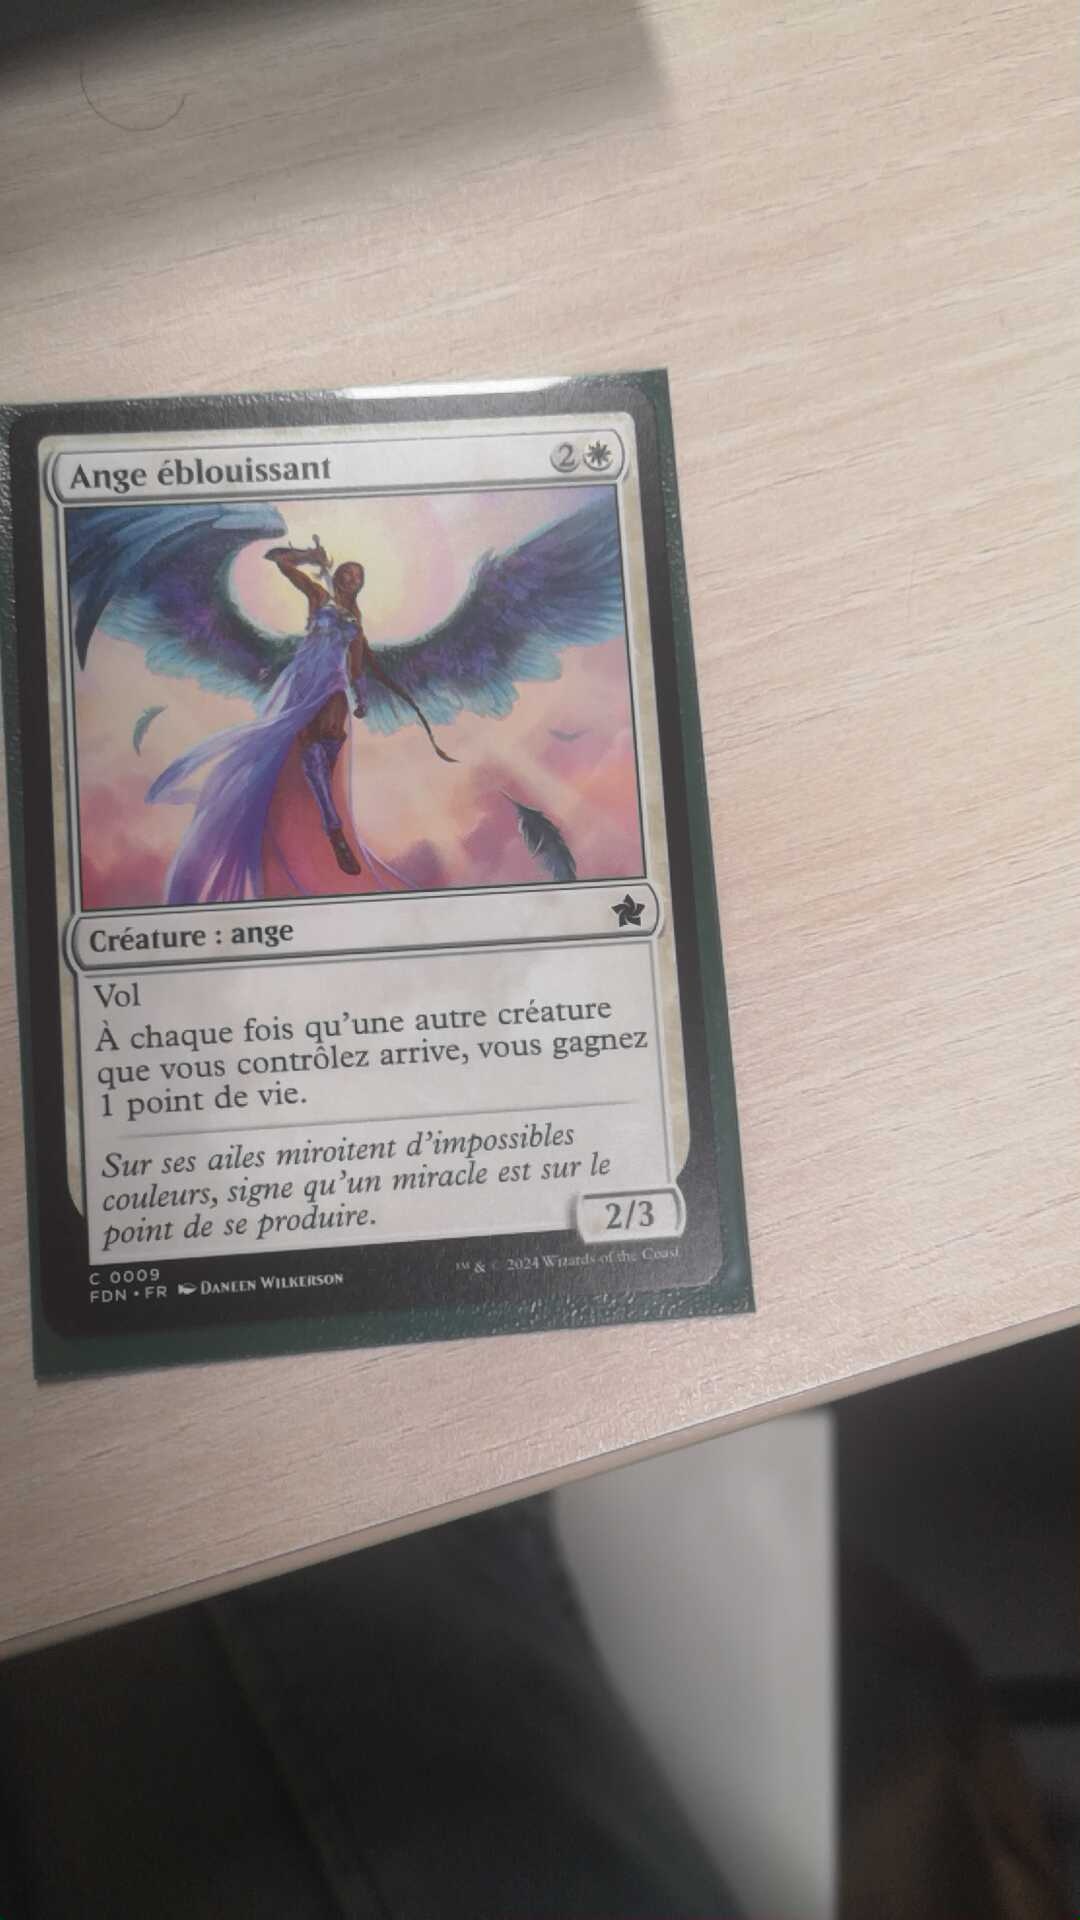 Ange éblouissant 2
Créature : ange
Vol
À chaque fois qu'une autre créature
que vous contrôlez arrive, vous gagnez
1 point de vie.
Sur ses ailes miroitent d'impossibles
couleurs, signe qu'un miracle est sur le
point de se produire.
2/3
C 0009
FDN • FR DANEEN WILKERSON
™ & © 2024 Wizards of the Coast